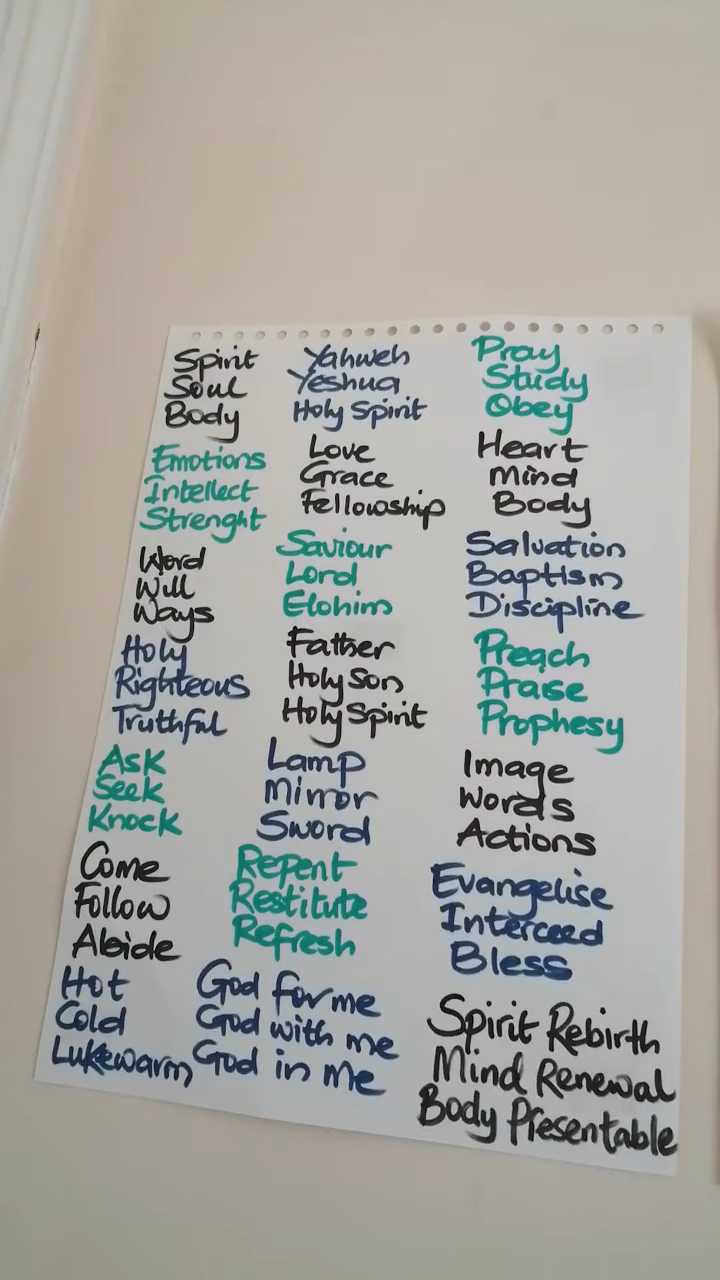 Spirit
Soul
Body
Emotions
Intellect
Strenght
Word
Will
Ways
Holy
Righteous
Truthful
Ask
Seek
Knock
Come
Follow
Abide
Hot
Cold
Lukewarm
Yahweh
Yeshua
Holy Spirit
Love
Grace
Fellowship
Saviour
Lord
Elohim
Father
Holy Son
Holy Spirit
Lamp
Mirror
Sword
Repent
Restitute
Refresh
God for me
God with me
God in me
Pray
Study
Obey
Heart
Mind
Body
Salvation
Baptism
Discipline
Preach
Praise
Prophesy
Image
Words
Actions
Evangelise
Interceed
Bless
Spirit Rebirth
Mind Renewal
Body Presentable